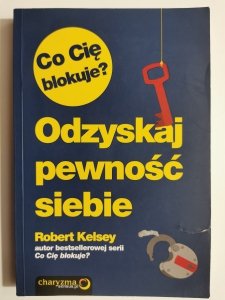 Co Cię
blokuje?
Odzyskaj
pewność
siebie
Robert Kelsey
autor bestsellerowej serii
Co Cię blokuje?
charyzma